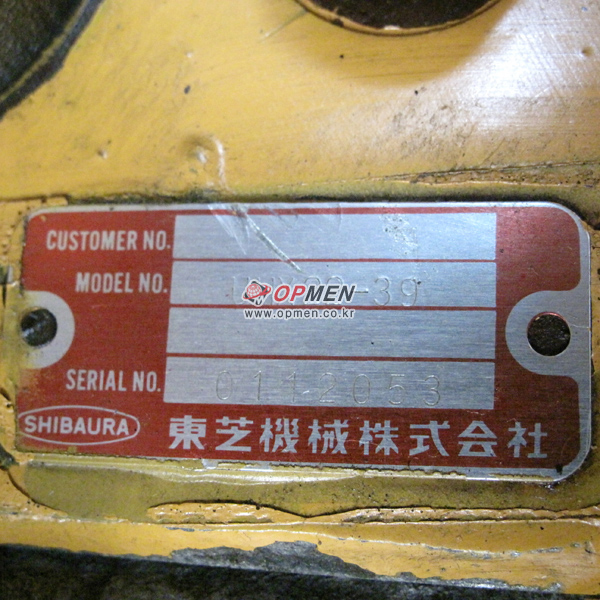 CUSTOMER NO.
MODEL NO.
-39
OPMEN
www.opmen.co.kr
SERIAL NO. 0112053
SHIBAURA 東芝機械株式会社